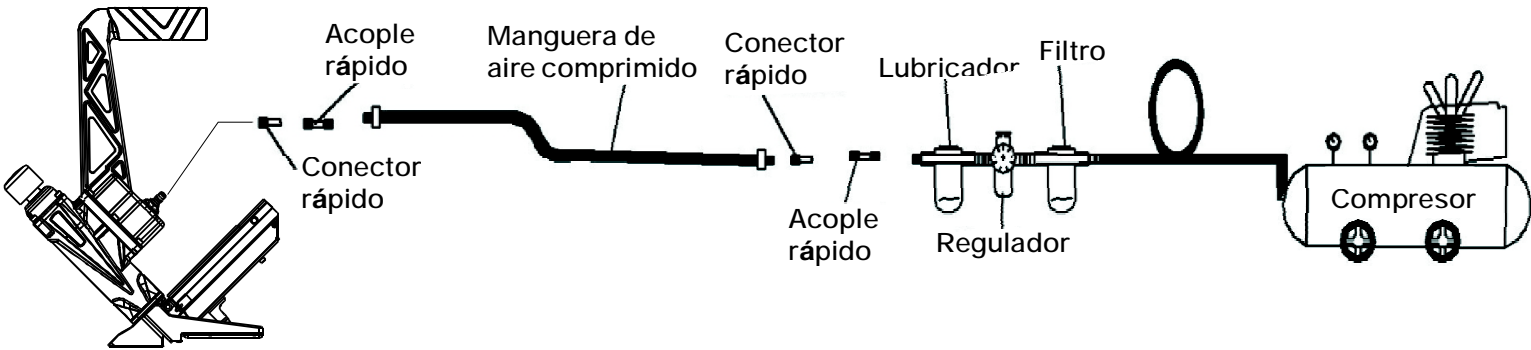 Acople
rápido
Manguera de
aire comprimido
Conector
rápido
Lubricador
Filtro
Conector
rápido
Acople
rápido
Regulador
Compresor